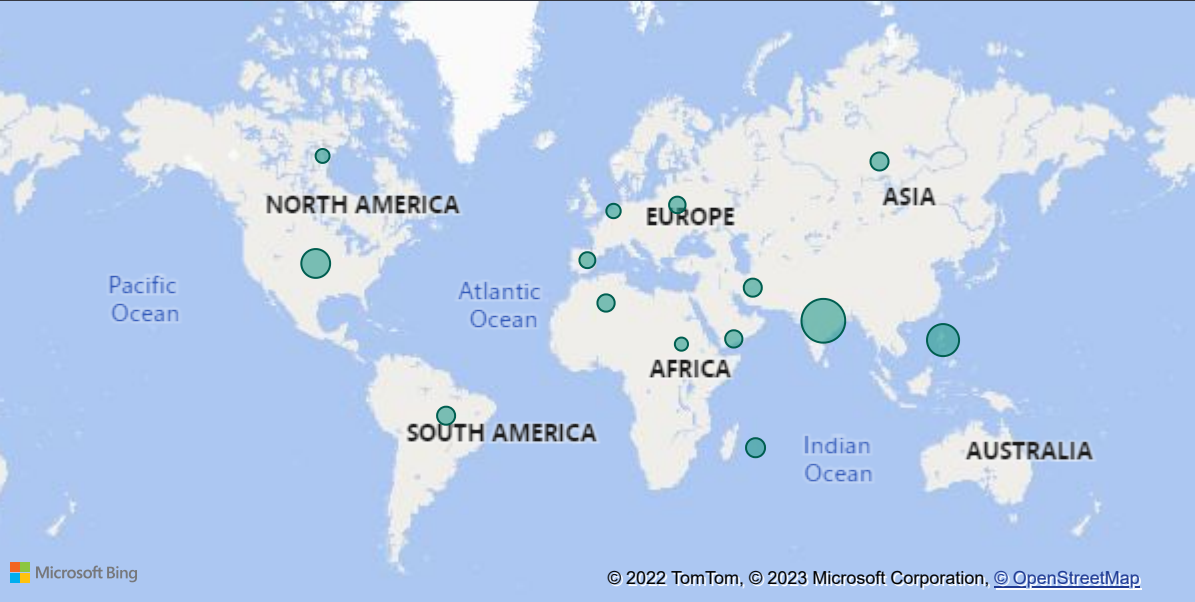 NORTH AMERICA
ASIA
EUROPE
Pacific
Ocean
Atlantic
Ocean
AFRICA
SOUTH AMERICA
Indian
Ocean
AUSTRALIA
Microsoft Bing
© 2022 TomTom, © 2023 Microsoft Corporation, © OpenStreetMap